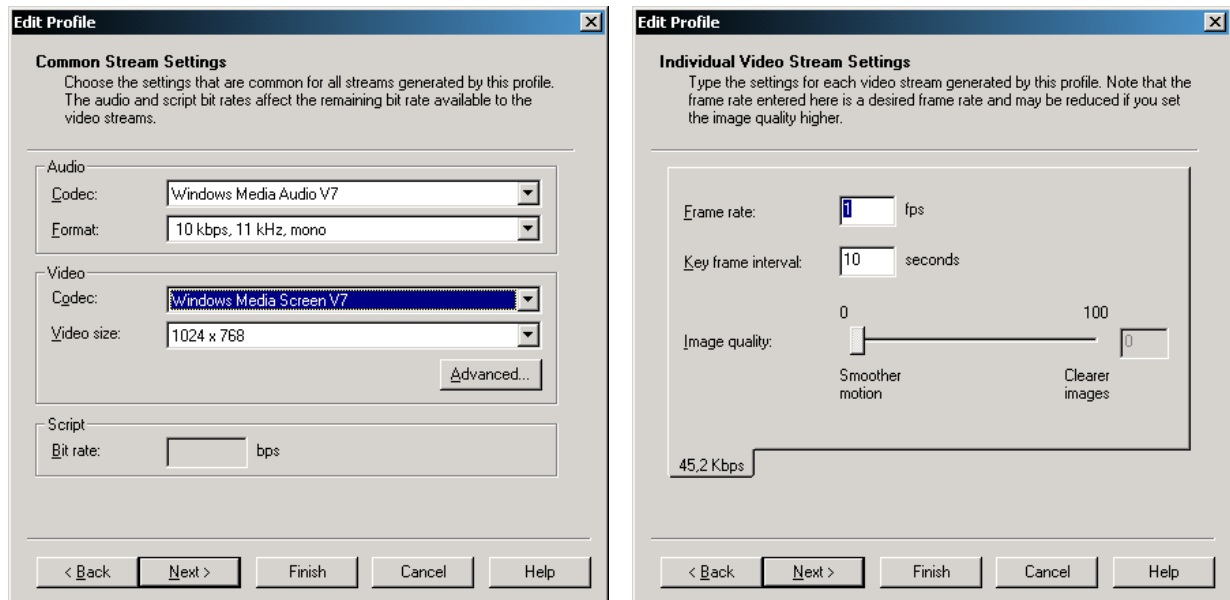 Edit Profile
Common Stream Settings
Choose the settings that are common for all streams generated by this profile.
The audio and script bit rates affect the remaining bit rate available to the
video streams.
Audio
Codec: Windows Media Audio V7
Format: 10 kbps, 11 kHz, mono
Video
Codec: Windows Media Screen V7
Video size: 1024 x 768
Advanced...
Script
Bit rate: bps
< Back Next > Finish Cancel Help
Edit Profile
Individual Video Stream Settings
Type the settings for each video stream generated by this profile. Note that the
frame rate entered here is a desired frame rate and may be reduced if you set
the image quality higher.
Frame rate: 1 fps
Key frame interval: 10 seconds
0 100
Image quality: 0
Smoother Clearer
motion images
45,2 Kbps
< Back Next > Finish Cancel Help